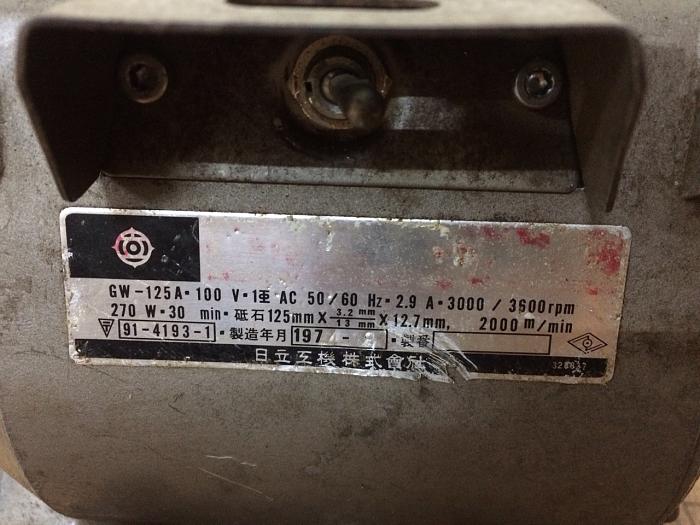 GW-125A・100 V・1重 AC 50/60 Hz・2.9 A・3000 / 3600rpm
270 W・30 min・砥石125mm X 3.2 mm/13 mm X 12.7mm, 2000 m/min
〒 91-4193-1・製造年月 197 -・製番
日立工機株式會社